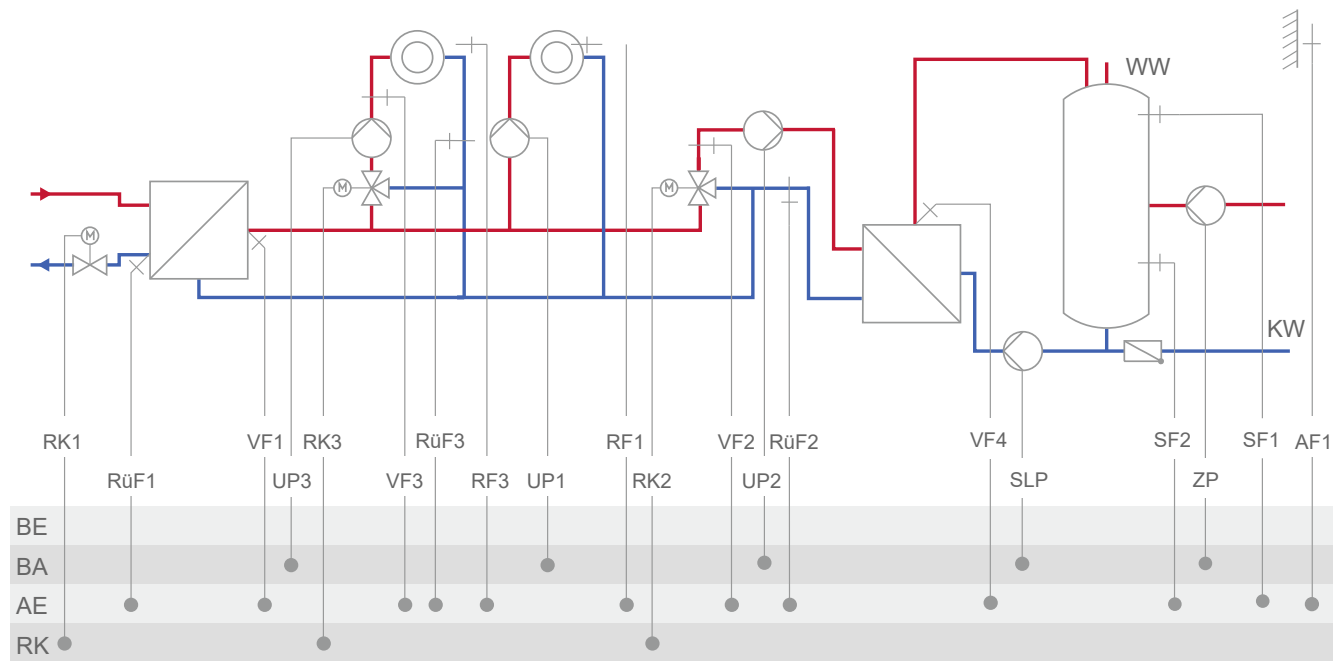 WW
M
M
M
KW
RK1
VF1
RK3
RüF3
RF1
VF2
RüF2
VF4
SF2
SF1
AF1
RüF1
UP3
VF3
RF3
UP1
RK2
UP2
SLP
ZP
BE
BA
AE
RK